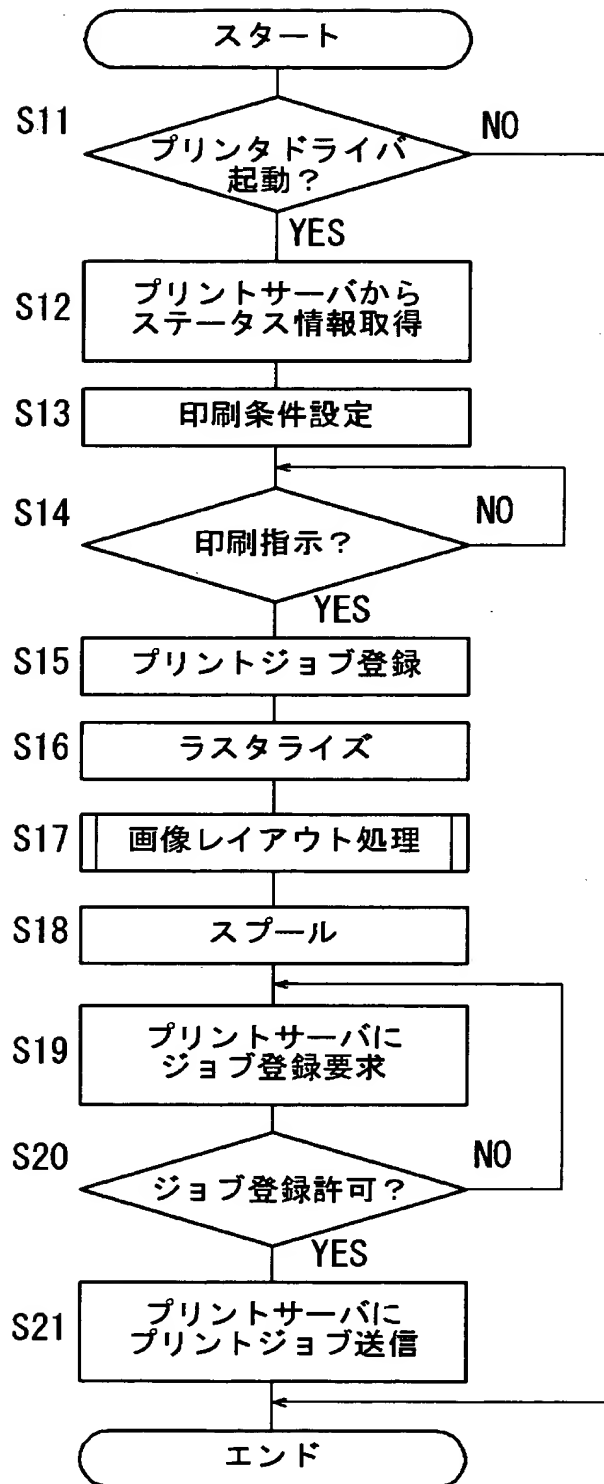 スタート
S11
プリンタドライバ
起動?
NO
YES
S12
プリントサーバから
ステータス情報取得
S13
印刷条件設定
S14
印刷指示?
NO
YES
S15
プリントジョブ登録
S16
ラスタライズ
S17
画像レイアウト処理
S18
スプール
S19
プリントサーバに
ジョブ登録要求
S20
ジョブ登録許可?
NO
YES
S21
プリントサーバに
プリントジョブ送信
エンド